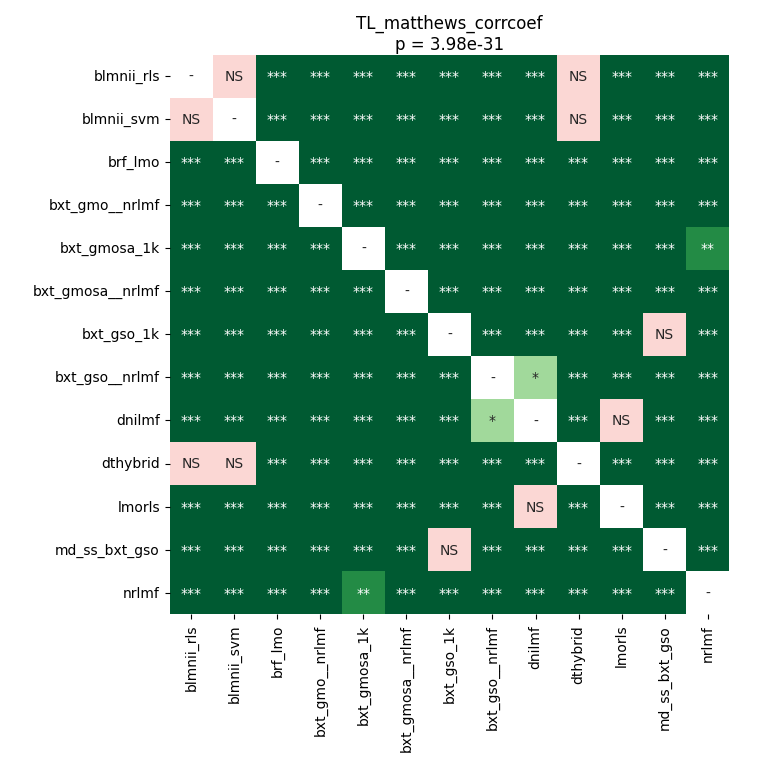 TL_matthews_corrcoef
p = 3.98e-31
blmnii_rls - NS *** *** *** *** *** *** *** NS *** *** ***
blmnii_svm NS - *** *** *** *** *** *** *** NS *** *** ***
brf_lmo *** *** - *** *** *** *** *** *** *** *** *** ***
bxt_gmo__nrlmf *** *** *** - *** *** *** *** *** *** *** *** ***
bxt_gmosa_1k *** *** *** *** - *** *** *** *** *** *** *** **
bxt_gmosa__nrlmf *** *** *** *** *** - *** *** *** *** *** *** ***
bxt_gso_1k *** *** *** *** *** *** - *** *** *** *** NS ***
bxt_gso__nrlmf *** *** *** *** *** *** *** - * *** *** *** ***
dnilmf *** *** *** *** *** *** *** * - *** NS *** ***
dthybrid NS NS *** *** *** *** *** *** *** - *** *** ***
lmorls *** *** *** *** *** *** *** *** NS *** - *** ***
md_ss_bxt_gso *** *** *** *** *** *** NS *** *** *** *** - ***
nrlmf *** *** *** *** ** *** *** *** *** *** *** *** -
blmnii_rls
blmnii_svm
brf_lmo
bxt_gmo__nrlmf
bxt_gmosa_1k
bxt_gmosa__nrlmf
bxt_gso_1k
bxt_gso__nrlmf
dnilmf
dthybrid
lmorls
md_ss_bxt_gso
nrlmf